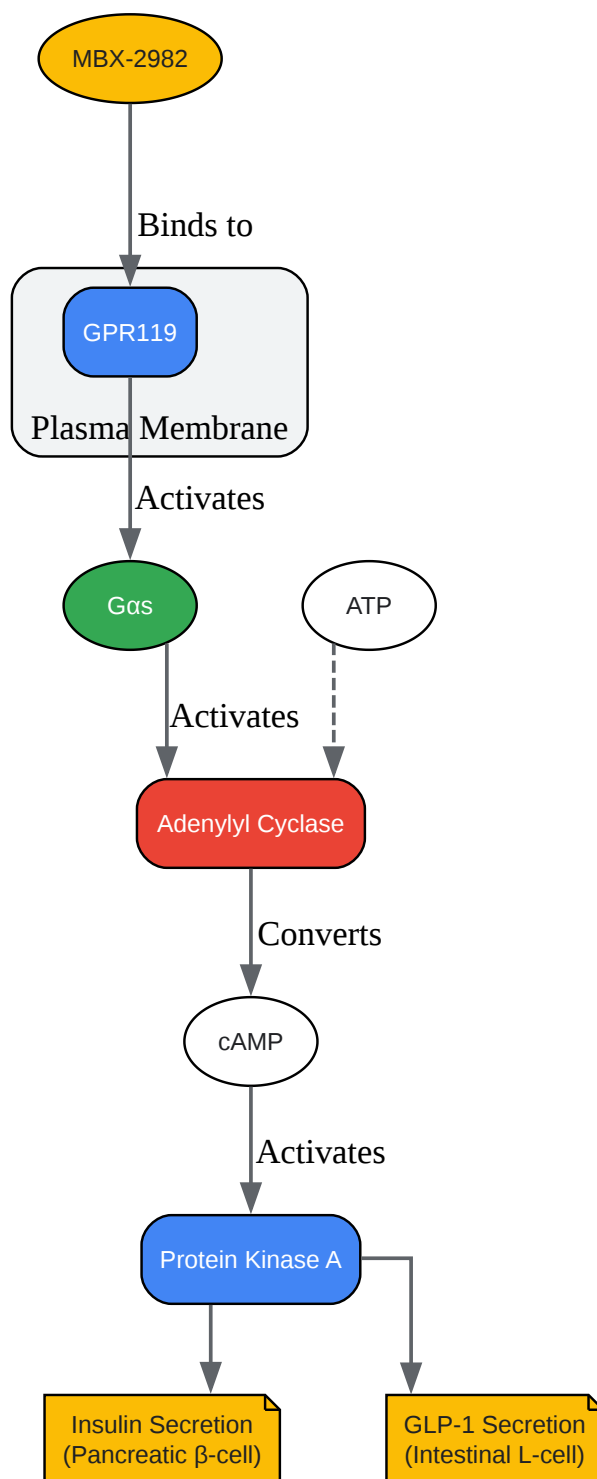 MBX-2982
Binds to
GPR119
Plasma Membrane
Activates
Gαs
ATP
Activates
Adenylyl Cyclase
Converts
cAMP
Activates
Protein Kinase A
Insulin Secretion
(Pancreatic β-cell)
GLP-1 Secretion
(Intestinal L-cell)